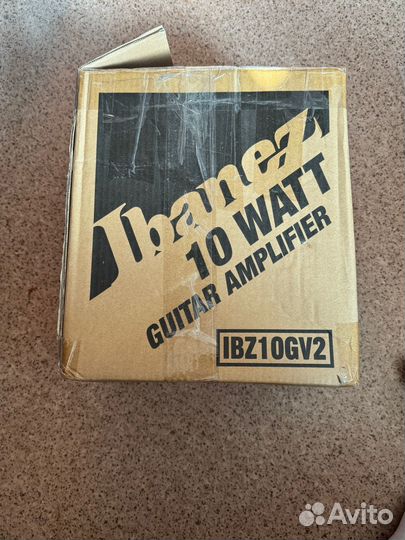 Ibanez
10 WATT
GUITAR AMPLIFIER
IBZ10GV2
Avito